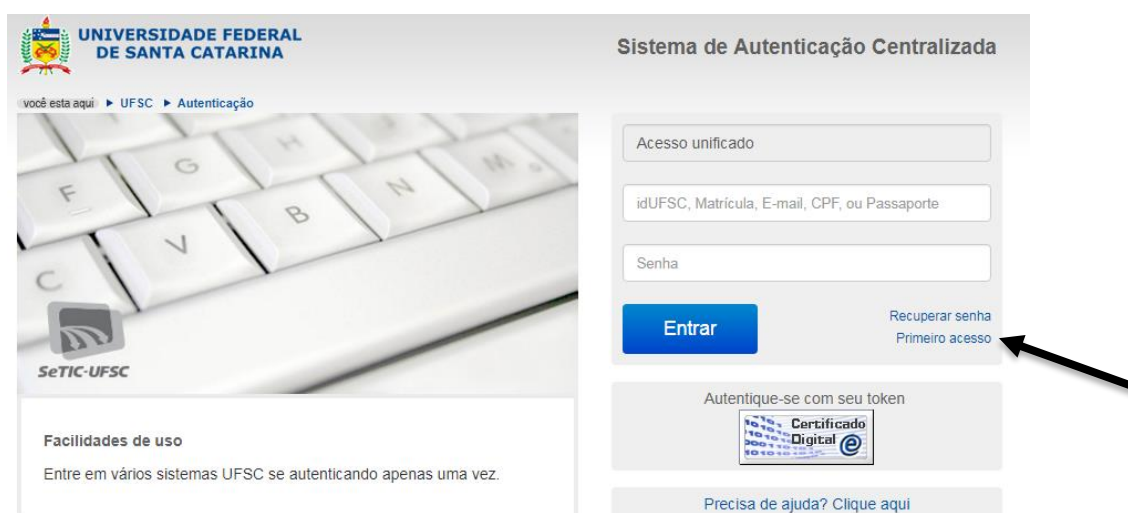 UNIVERSIDADE FEDERAL
DE SANTA CATARINA
Sistema de Autenticação Centralizada
você esta aqui ► UFSC ► Autenticação
F
G
H
M
C
V
B
N
SeTIC-UFSC
Acesso unificado
idUFSC, Matrícula, E-mail, CPF, ou Passaporte
Senha
Entrar
Recuperar senha
Primeiro acesso
Autentique-se com seu token
Certificado
Digital e
Facilidades de uso
Entre em vários sistemas UFSC se autenticando apenas uma vez.
Precisa de ajuda? Clique aqui